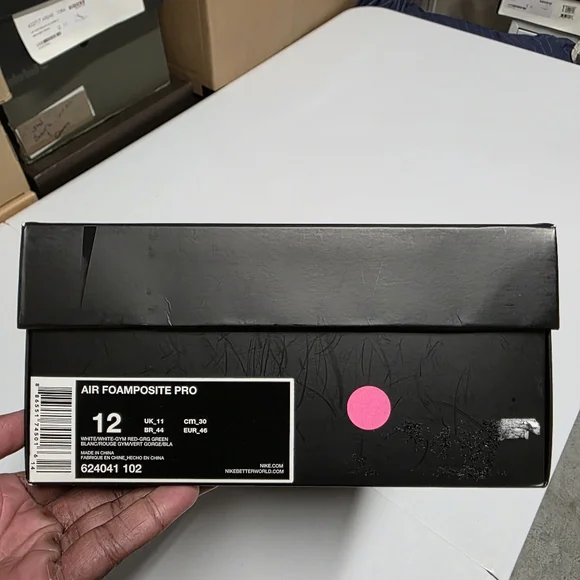 AIR FOAMPOSITE PRO
12
UK_11 cm_30
BR_44 EUR_46
WHITE/WHITE-GYM RED-GRG GREEN
BLANC/ROUGE GYM/VERT GORGE/BLA
MADE IN CHINA
FABRIQUE EN CHINE_HECHO EN CHINA
624041 102
NIKE.COM
NIKEBETTERWORLD.COM